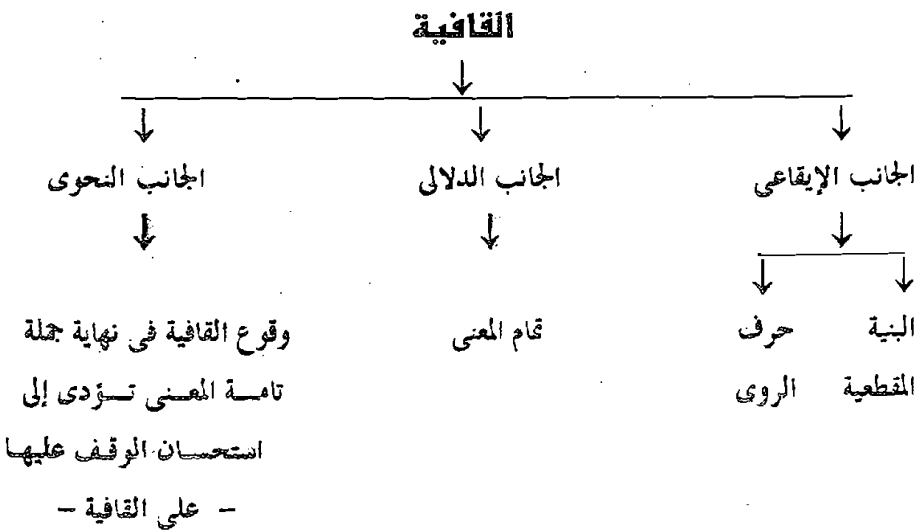 القافية
الجانب الإيقاعى الجانب الدلالى الجانب النحوى
البنية حرف تمام المعنى وقوع القافية فى نهاية جملة
المقطعية الروى تامة المعنى تؤدى إلى
استحسان الوقف عليها
– على القافية –